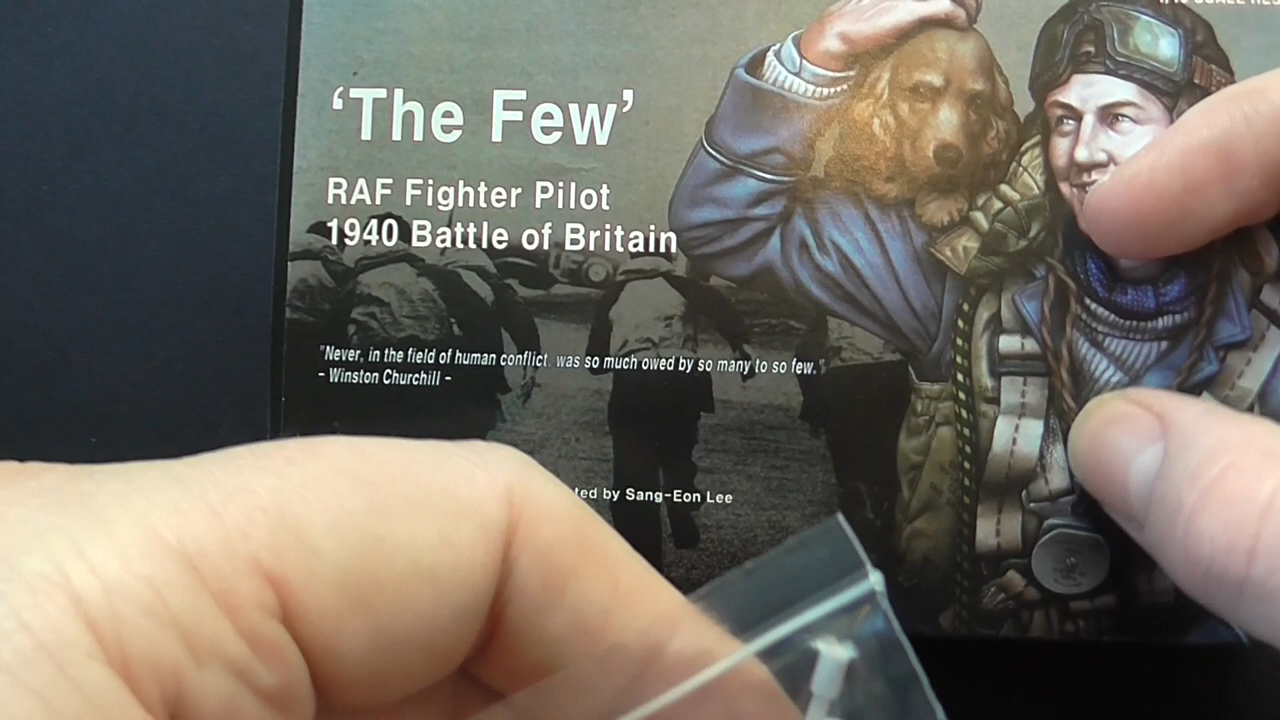 ‘The Few’
RAF Fighter Pilot
1940 Battle of Britain
"Never, in the field of human conflict, was so much owed by so many to so few."
- Winston Churchill -
by Sang-Eon Lee